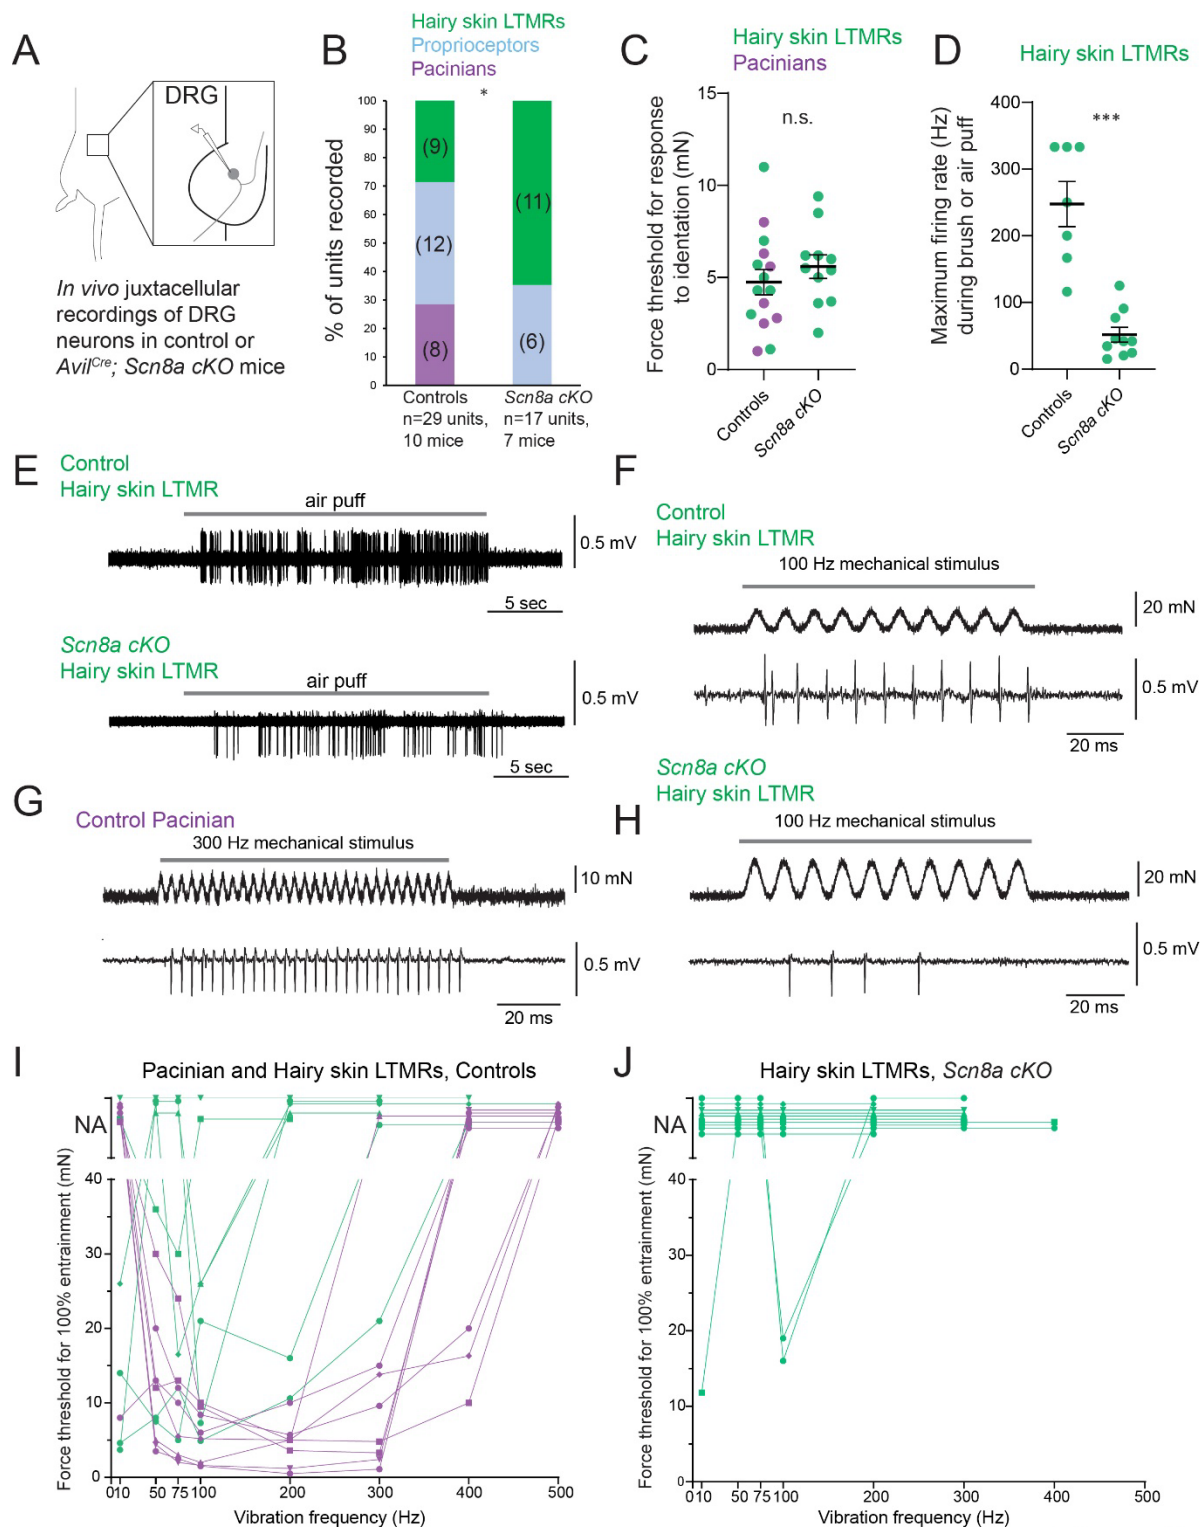 A
DRG
In vivo juxtacellular
recordings of DRG
neurons in control or
AvilCre; Scn8a cKO mice
B
Hairy skin LTMRs
Proprioceptors
Pacinians
*
% of units recorded
100
90
80
70
60
50
40
30
20
10
0
(9)
(12)
(8)
(11)
(6)
Controls
n=29 units,
10 mice
Scn8a cKO
n=17 units,
7 mice
C
Hairy skin LTMRs
Pacinians
n.s.
Force threshold for response
to identation (mN)
15
10
5
0
Controls
Scn8a cKO
D
Hairy skin LTMRs
***
Maximum firing rate (Hz)
during brush or air puff
400
300
200
100
0
Controls
Scn8a cKO
E
Control
Hairy skin LTMR
air puff
0.5 mV
5 sec
Scn8a cKO
Hairy skin LTMR
air puff
0.5 mV
5 sec
F
Control
Hairy skin LTMR
100 Hz mechanical stimulus
20 mN
0.5 mV
20 ms
G
Control Pacinian
300 Hz mechanical stimulus
10 mN
0.5 mV
20 ms
H
Scn8a cKO
Hairy skin LTMR
100 Hz mechanical stimulus
20 mN
0.5 mV
20 ms
I
Pacinian and Hairy skin LTMRs, Controls
NA
Force threshold for 100% entrainment (mN)
40
30
20
10
0
010 50 75 100 200 300 400 500
Vibration frequency (Hz)
J
Hairy skin LTMRs, Scn8a cKO
NA
Force threshold for 100% entrainment (mN)
40
30
20
10
0
010 50 75 100 200 300 400 500
Vibration frequency (Hz)